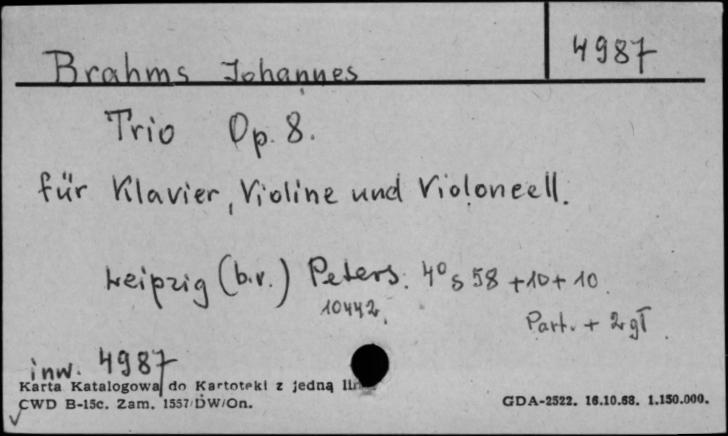 4987
Brahms Johannes
Trio Op. 8.
für Klavier, Violine und Violoncell.
Leipzig (b.r.) Peters. 4° s 58 + 10 + 10
10442.
Part. + 2 gł
inw. 4987
Karta Katalogowa do Kartoteki z jedną
CWD B-15c. Zam. 1557/DW/On.
GDA-2522. 16.10.68. 1.150.000.